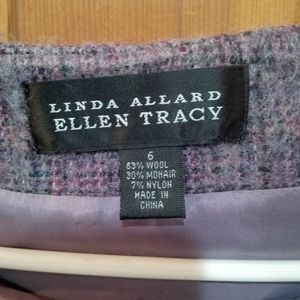 LINDA ALLARD
ELLEN TRACY
6
63% WOOL
30% MOHAIR
7% NYLON
MADE IN
CHINA